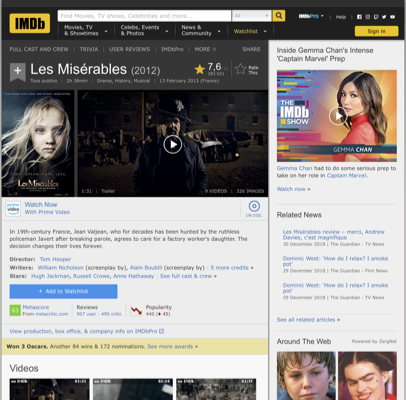 IMDb
Find Movies, TV shows, Celebrities and more...
All
IMDbPro
Help
Movies, TV
& Showtimes
Celebs, Events
& Photos
News &
Community
Watchlist
Sign in
FULL CAST AND CREW | TRIVIA | USER REVIEWS | IMDbPro | MORE
SHARE
Les Misérables (2012)
7,6
Rate
This
Tous publics | 2h 38min | Drama, History, Musical | 13 February 2013 (France)
Les Misérables
1:31 | Trailer
9 VIDEOS | 326 IMAGES
prime video
Watch Now
With Prime Video
ON DISC
In 19th-century France, Jean Valjean, who for decades has been hunted by the ruthless
policeman Javert after breaking parole, agrees to care for a factory worker's daughter. The
decision changes their lives forever.
Director: Tom Hooper
Writers: William Nicholson (screenplay by), Alain Boublil (screenplay by) | 5 more credits »
Stars: Hugh Jackman, Russell Crowe, Anne Hathaway | See full cast & crew »
+ Add to Watchlist
63
Metascore
From metacritic.com
Reviews
907 user | 495 critic
Popularity
440
View production, box office, & company info on IMDbPro
Won 3 Oscars. Another 84 wins & 172 nominations. See more awards »
Videos
Inside Gemma Chan's Intense
'Captain Marvel' Prep
THE
IMDb
SHOW
Gemma Chan had to do some serious prep to
take on her role in Captain Marvel.
Watch now »
Related News
Les Misérables review – merci, Andrew
Davies, c'est magnifique
30 December 2018 | The Guardian - TV News
Dominic West: 'How do I relax? I smoke
pot'
29 December 2018 | The Guardian - Film News
Dominic West: 'How do I relax? I smoke
pot'
29 December 2018 | The Guardian - TV News
See all related articles »
Around The Web
Powered by ZergNet